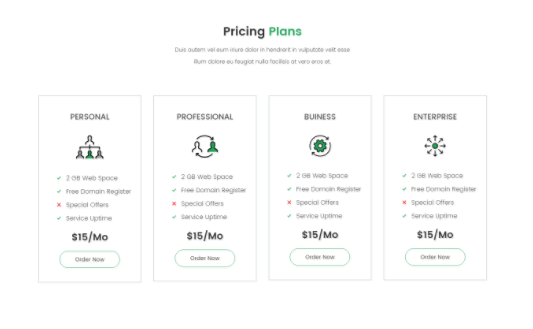 Pricing Plans
Duis autem vel eum iriure dolor in hendrerit in vulputate velit esse
illum dolore eu feugiat nulla facilisis at vero eros et.
PERSONAL
2 GB Web Space
Free Domain Register
Special Offers
Service Uptime
$15/Mo
Order Now
PROFESSIONAL
2 GB Web Space
Free Domain Register
Special Offers
Service Uptime
$15/Mo
Order Now
BUINESS
2 GB Web Space
Free Domain Register
Special Offers
Service Uptime
$15/Mo
Order Now
ENTERPRISE
2 GB Web Space
Free Domain Register
Special Offers
Service Uptime
$15/Mo
Order Now